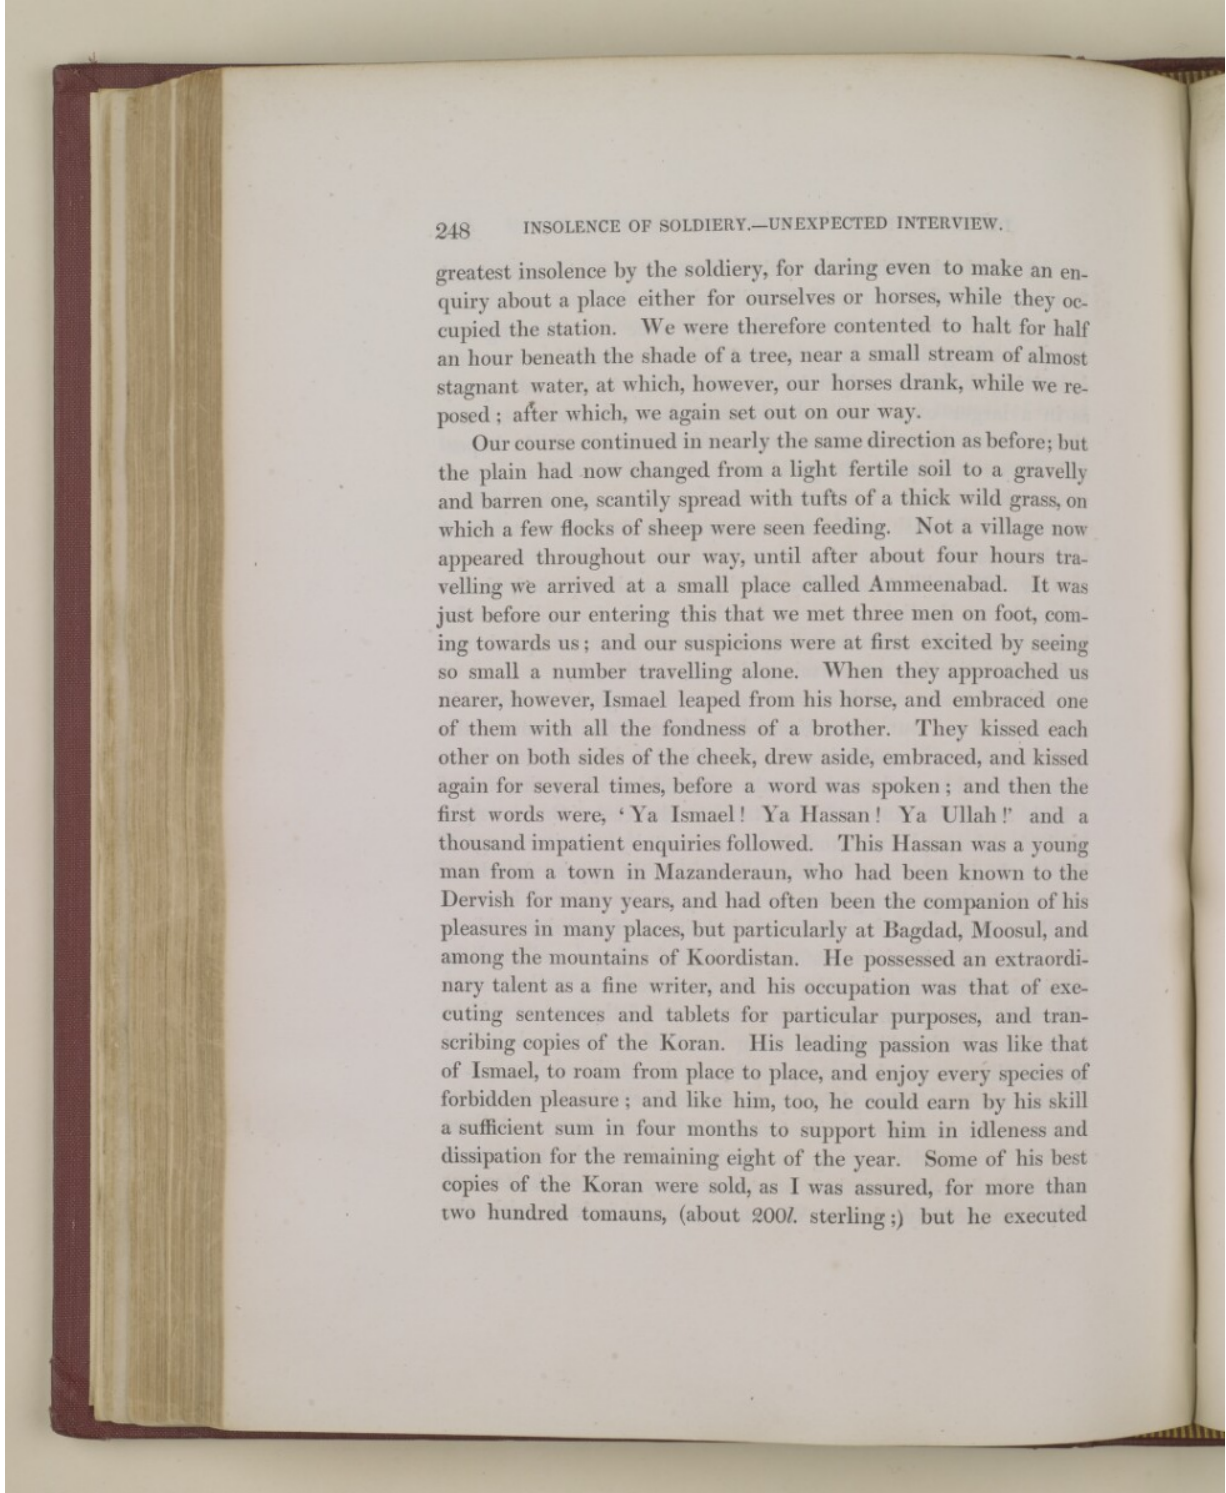 248 INSOLENCE OF SOLDIERY.—UNEXPECTED INTERVIEW.
greatest insolence by the soldiery, for daring even to make an en-
quiry about a place either for ourselves or horses, while they oc-
cupied the station. We were therefore contented to halt for half
an hour beneath the shade of a tree, near a small stream of almost
stagnant water, at which, however, our horses drank, while we re-
posed ; after which, we again set out on our way.
Our course continued in nearly the same direction as before; but
the plain had now changed from a light fertile soil to a gravelly
and barren one, scantily spread with tufts of a thick wild grass, on
which a few flocks of sheep were seen feeding. Not a village now
appeared throughout our way, until after about four hours tra-
velling we arrived at a small place called Ammeenabad. It was
just before our entering this that we met three men on foot, com-
ing towards us ; and our suspicions were at first excited by seeing
so small a number travelling alone. When they approached us
nearer, however, Ismael leaped from his horse, and embraced one
of them with all the fondness of a brother. They kissed each
other on both sides of the cheek, drew aside, embraced, and kissed
again for several times, before a word was spoken ; and then the
first words were, ‘ Ya Ismael ! Ya Hassan ! Ya Ullah !’ and a
thousand impatient enquiries followed. This Hassan was a young
man from a town in Mazanderaun, who had been known to the
Dervish for many years, and had often been the companion of his
pleasures in many places, but particularly at Bagdad, Moosul, and
among the mountains of Koordistan. He possessed an extraordi-
nary talent as a fine writer, and his occupation was that of exe-
cuting sentences and tablets for particular purposes, and tran-
scribing copies of the Koran. His leading passion was like that
of Ismael, to roam from place to place, and enjoy every species of
forbidden pleasure ; and like him, too, he could earn by his skill
a sufficient sum in four months to support him in idleness and
dissipation for the remaining eight of the year. Some of his best
copies of the Koran were sold, as I was assured, for more than
two hundred tomauns, (about 200l. sterling ;) but he executed